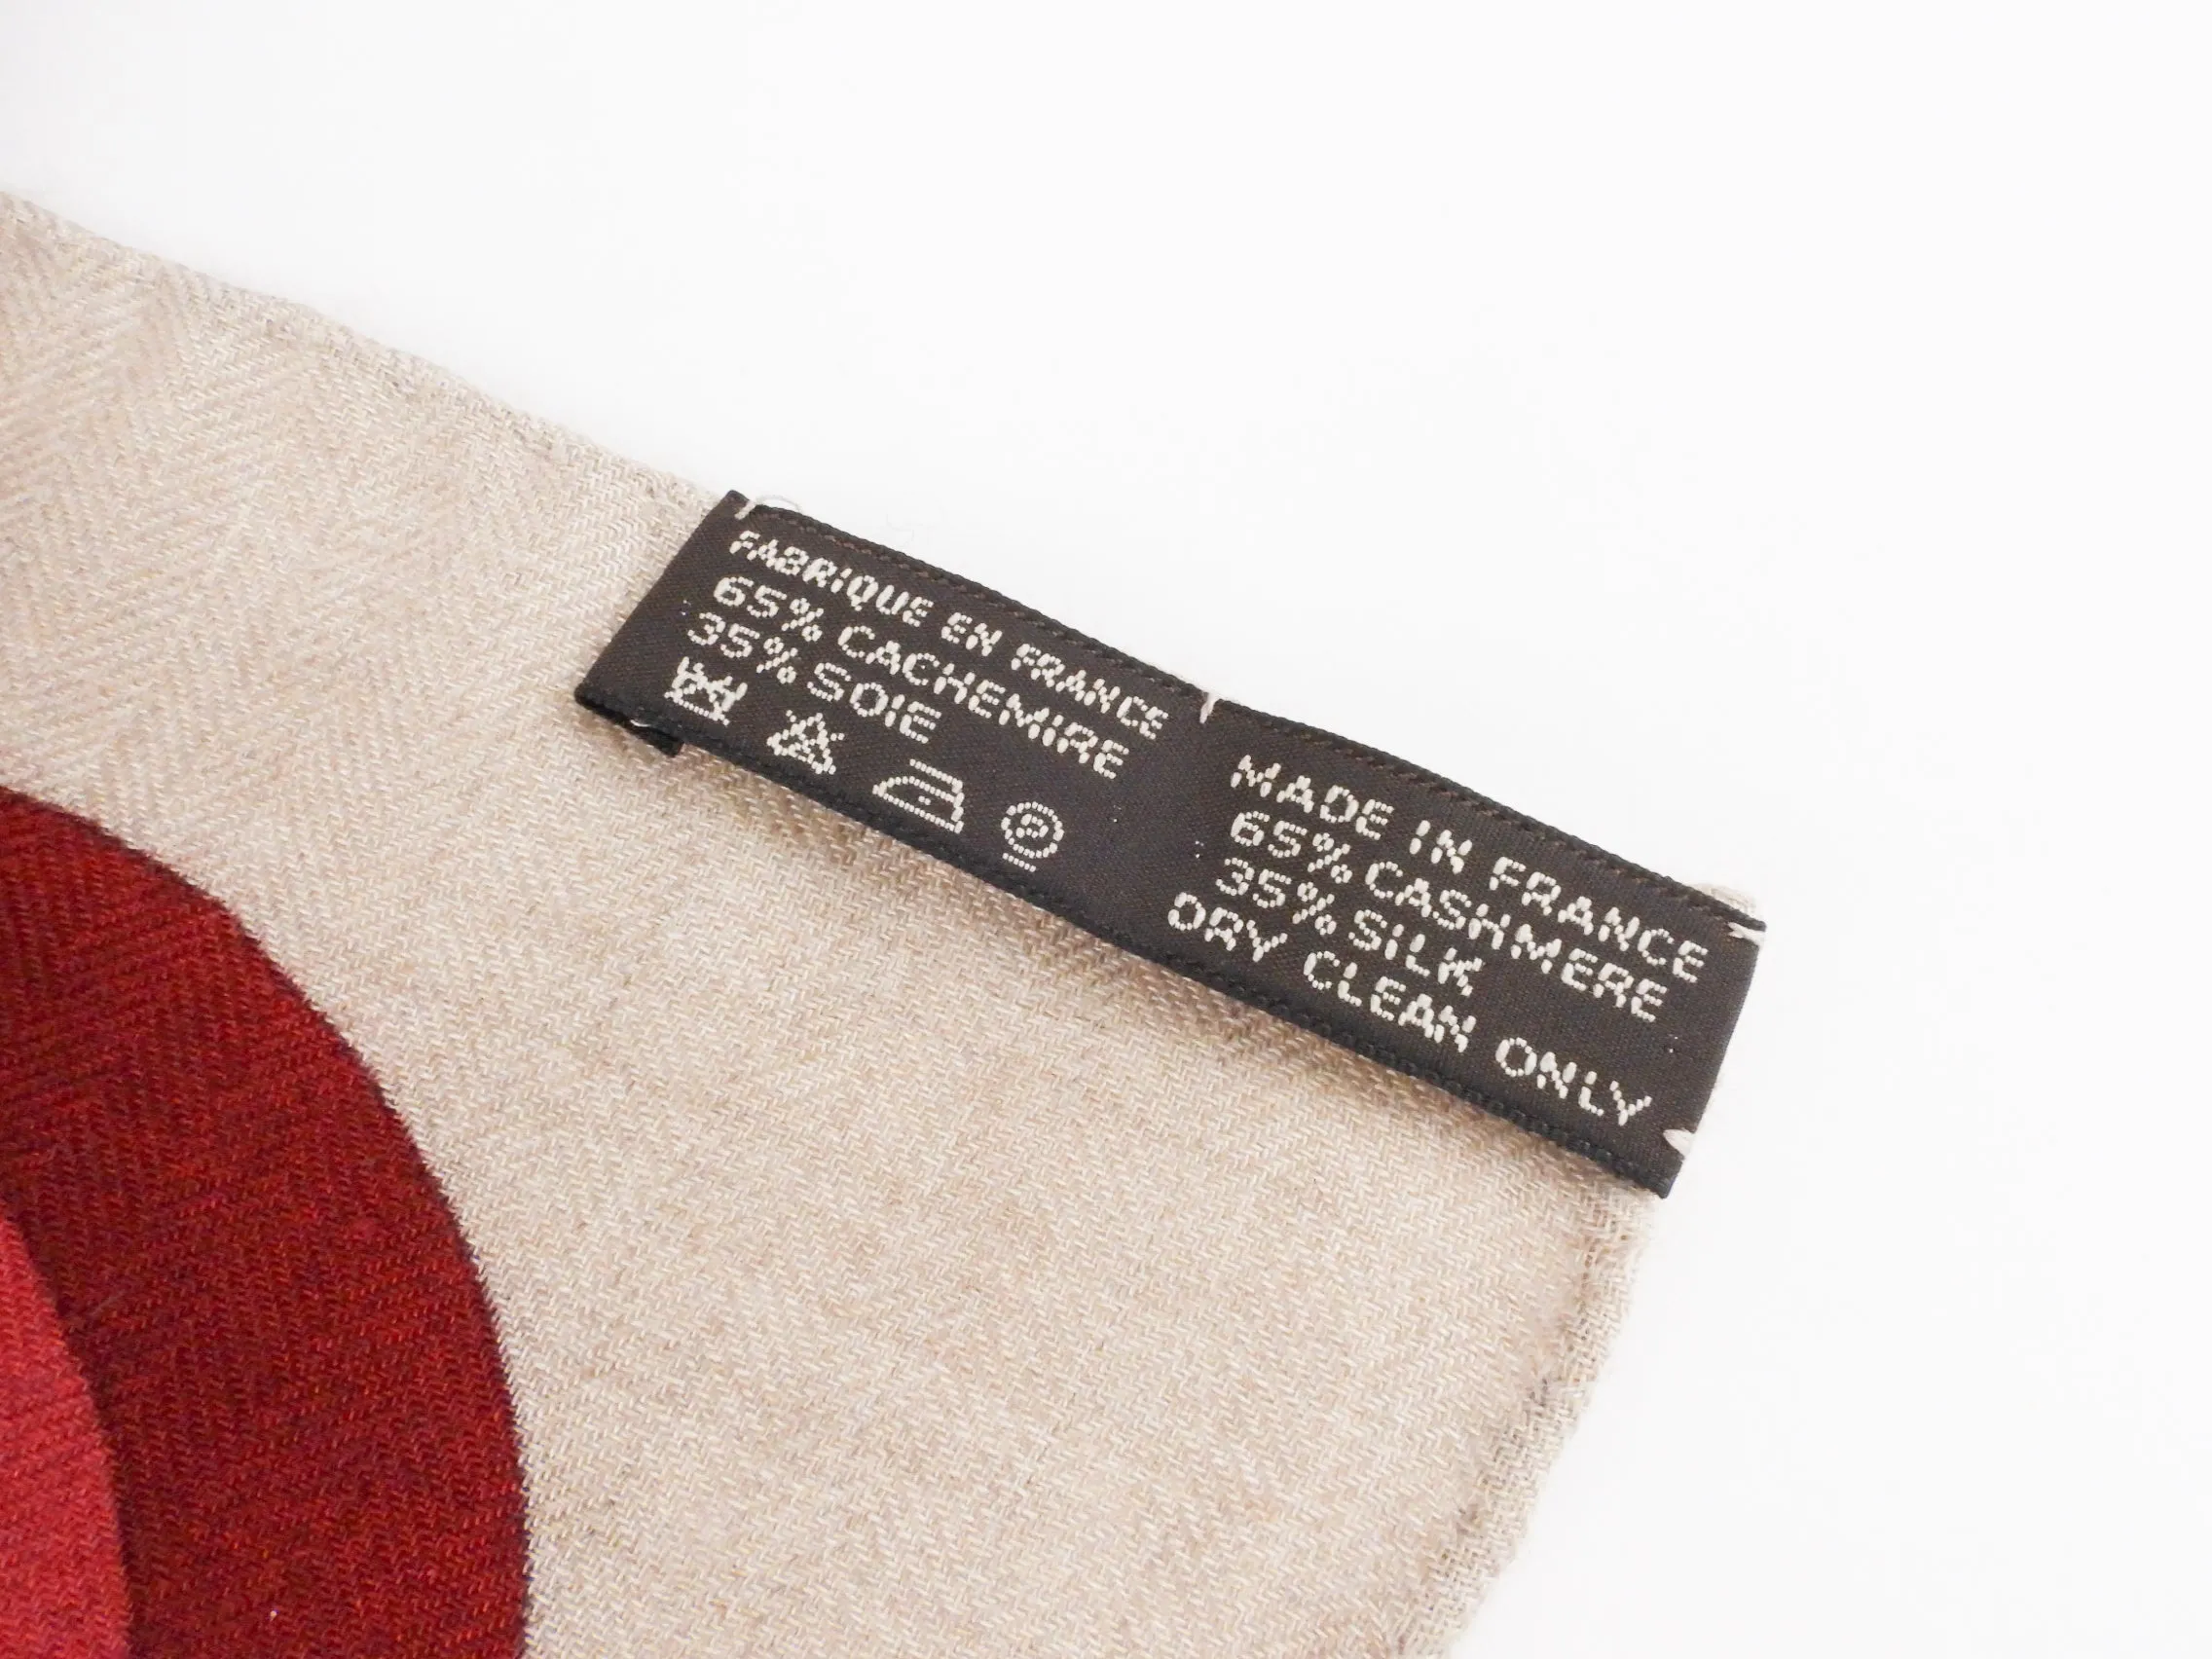 FABRIQUE EN FRANCE
65% CACHEMIRE
35% SOIE
P
MADE IN FRANCE
65% CASHMERE
35% SILK
DRY CLEAN ONLY